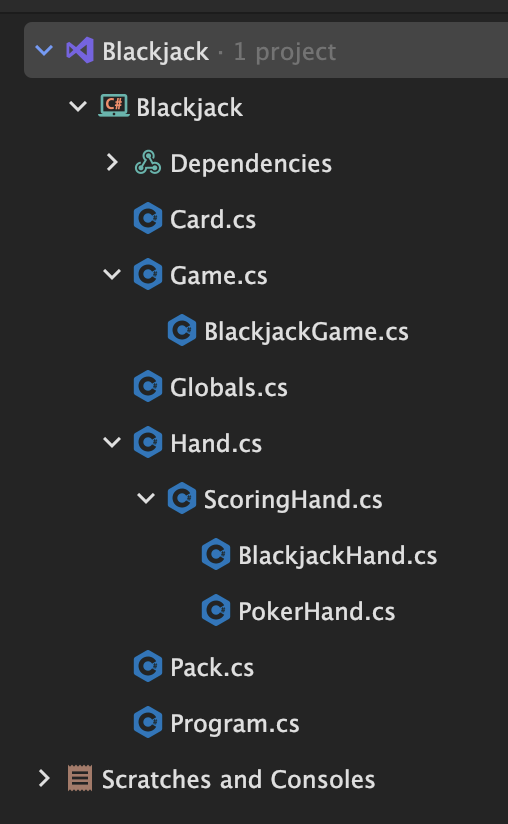 Blackjack · 1 project
C# Blackjack
Dependencies
Card.cs
Game.cs
BlackjackGame.cs
Globals.cs
Hand.cs
ScoringHand.cs
BlackjackHand.cs
PokerHand.cs
Pack.cs
Program.cs
Scratches and Consoles